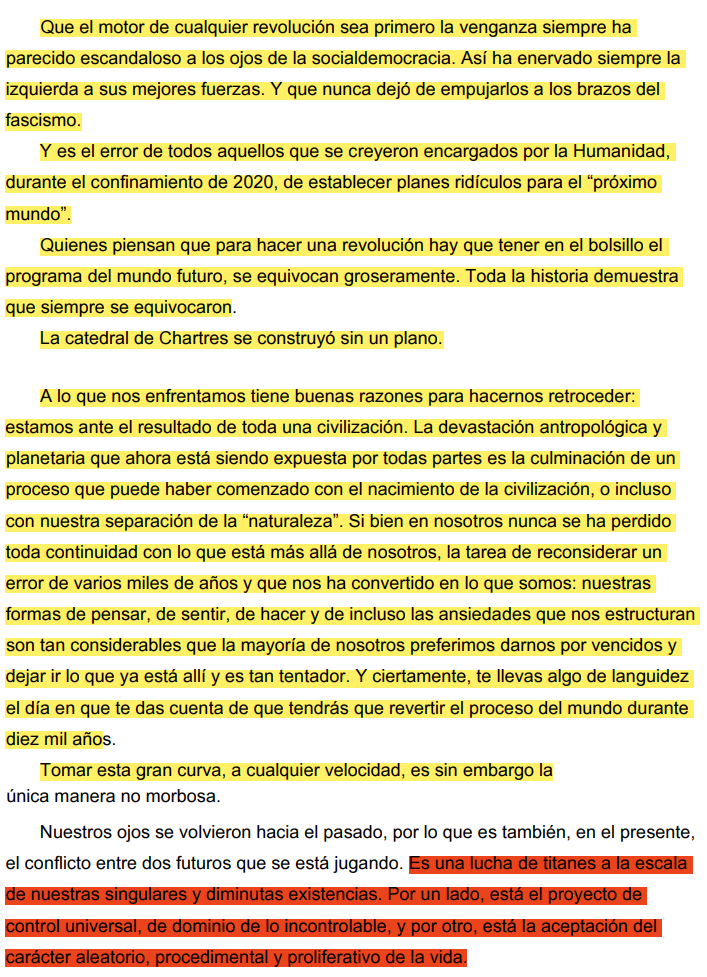 Que el motor de cualquier revolución sea primero la venganza siempre ha
parecido escandaloso a los ojos de la socialdemocracia. Así ha enervado siempre la
izquierda a sus mejores fuerzas. Y que nunca dejó de empujarlos a los brazos del
fascismo.
Y es el error de todos aquellos que se creyeron encargados por la Humanidad,
durante el confinamiento de 2020, de establecer planes ridículos para el “próximo
mundo”.
Quienes piensan que para hacer una revolución hay que tener en el bolsillo el
programa del mundo futuro, se equivocan groseramente. Toda la historia demuestra
que siempre se equivocaron.
La catedral de Chartres se construyó sin un plano.
A lo que nos enfrentamos tiene buenas razones para hacernos retroceder:
estamos ante el resultado de toda una civilización. La devastación antropológica y
planetaria que ahora está siendo expuesta por todas partes es la culminación de un
proceso que puede haber comenzado con el nacimiento de la civilización, o incluso
con nuestra separación de la “naturaleza”. Si bien en nosotros nunca se ha perdido
toda continuidad con lo que está más allá de nosotros, la tarea de reconsiderar un
error de varios miles de años y que nos ha convertido en lo que somos: nuestras
formas de pensar, de sentir, de hacer y de incluso las ansiedades que nos estructuran
son tan considerables que la mayoría de nosotros preferimos darnos por vencidos y
dejar ir lo que ya está allí y es tan tentador. Y ciertamente, te llevas algo de languidez
el día en que te das cuenta de que tendrás que revertir el proceso del mundo durante
diez mil años.
Tomar esta gran curva, a cualquier velocidad, es sin embargo la
única manera no morbosa.
Nuestros ojos se volvieron hacia el pasado, por lo que es también, en el presente,
el conflicto entre dos futuros que se está jugando. Es una lucha de titanes a la escala
de nuestras singulares y diminutas existencias. Por un lado, está el proyecto de
control universal, de dominio de lo incontrolable, y por otro, está la aceptación del
carácter aleatorio, procedimental y proliferativo de la vida.